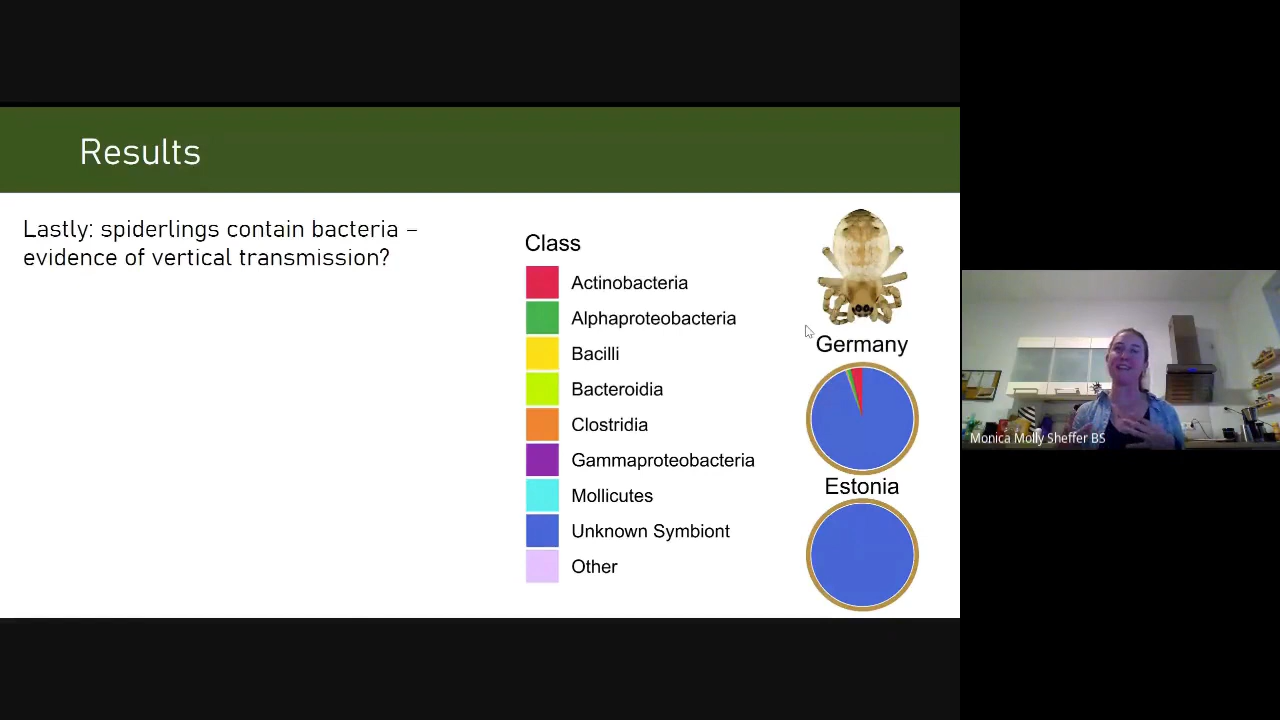 Results
Lastly: spiderlings contain bacteria –
evidence of vertical transmission?
Class
Actinobacteria
Alphaproteobacteria
Bacilli
Bacteroidia
Clostridia
Gammaproteobacteria
Mollicutes
Unknown Symbiont
Other
Germany
Estonia
Monica Molly Sheffer BS